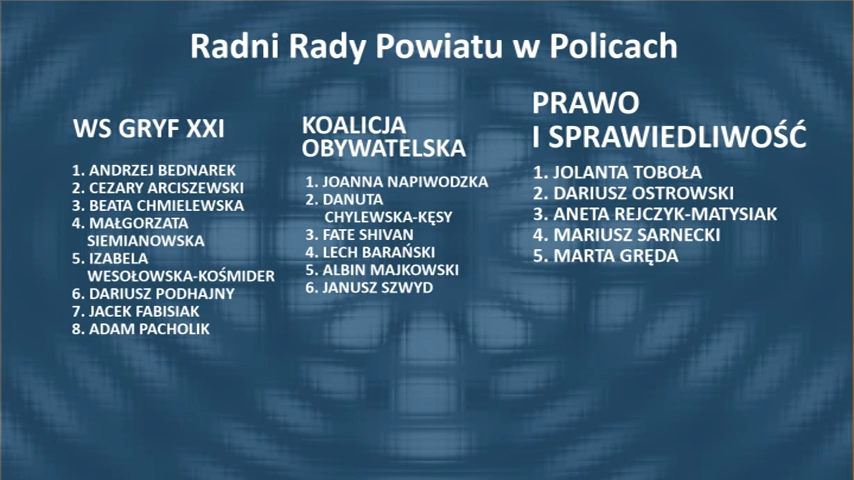 Radni Rady Powiatu w Policach
WS GRYF XXI
1. ANDRZEJ BEDNAREK
2. CEZARY ARCISZEWSKI
3. BEATA CHMIELEWSKA
4. MAŁGORZATA
SIEMIANOWSKA
5. IZABELA
WESOŁOWSKA-KOŚMIDER
6. DARIUSZ PODHAJNY
7. JACEK FABISIAK
8. ADAM PACHOLIK
KOALICJA
OBYWATELSKA
1. JOANNA NAPIWODZKA
2. DANUTA
CHYLEWSKA-KĘSY
3. FATE SHIVAN
4. LECH BARAŃSKI
5. ALBIN MAJKOWSKI
6. JANUSZ SZWYD
PRAWO
I SPRAWIEDLIWOŚĆ
1. JOLANTA TOBOŁA
2. DARIUSZ OSTROWSKI
3. ANETA REJCZYK-MATYSIAK
4. MARIUSZ SARNECKI
5. MARTA GRĘDA